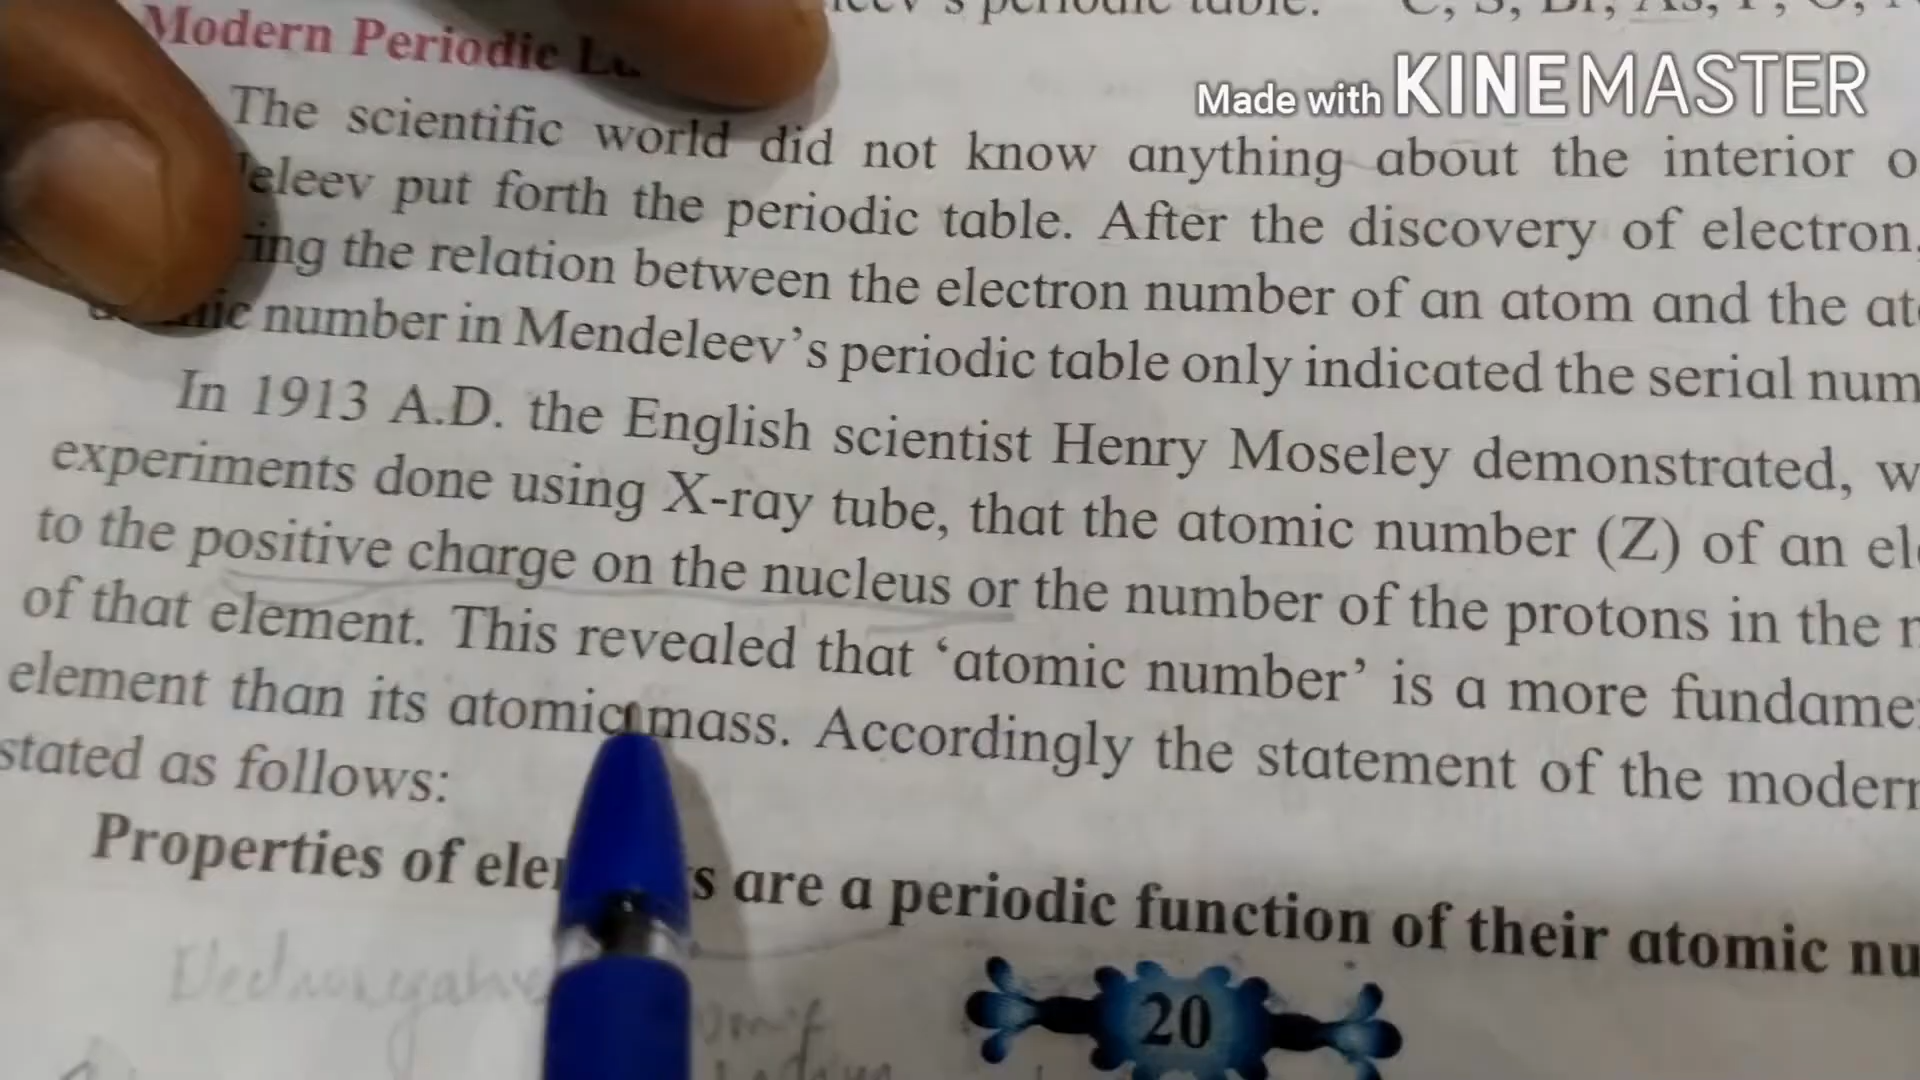 periodic table.
Made with KINEMASTER
Modern Periodic
The scientific world did not know anything about the interior
eleev put forth the periodic table. After the discovery of electron,
ing the relation between the electron number of an atom and the
number in Mendeleev’s periodic table only indicated the serial num
In 1913 A.D. the English scientist Henry Moseley demonstrated, w
experiments done using X-ray tube, that the atomic number (Z) of an el
to the positive charge on the nucleus or the number of the protons in the
of that element. This revealed that ‘atomic number’ is a more fundame
element than its atomic mass. Accordingly the statement of the modern
stated as follows:
Properties of ele s are a periodic function of their atomic nu
20